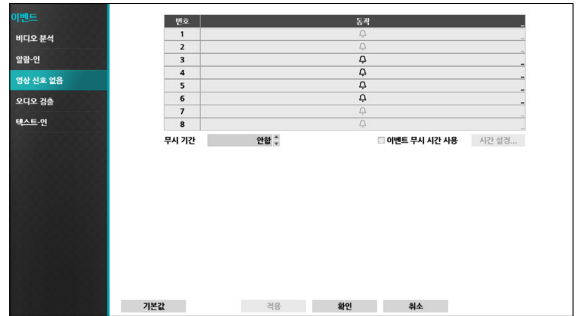 이벤트
비디오 분석
알람-인
영상 신호 없음
오디오 검출
텍스트-인
번호 동작
1
2
3
4
5
6
7
8
무시 기간 안함 이벤트 무시 시간 사용 시간 설정...
기본값 적용 확인 취소